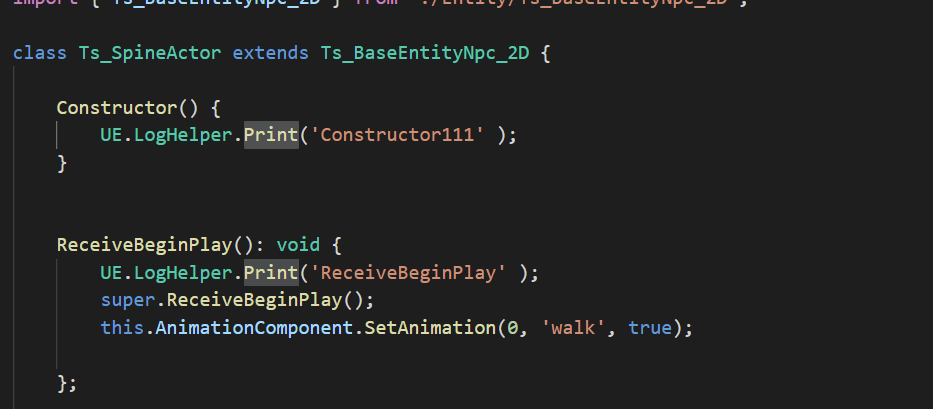 import { Ts_BaseEntityNpc_2D } from './Entity/Ts_BaseEntityNpc_2D';
class Ts_SpineActor extends Ts_BaseEntityNpc_2D {
Constructor() {
UE.LogHelper.Print('Constructor111' );
}
ReceiveBeginPlay(): void {
UE.LogHelper.Print('ReceiveBeginPlay' );
super.ReceiveBeginPlay();
this.AnimationComponent.SetAnimation(0, 'walk', true);
};